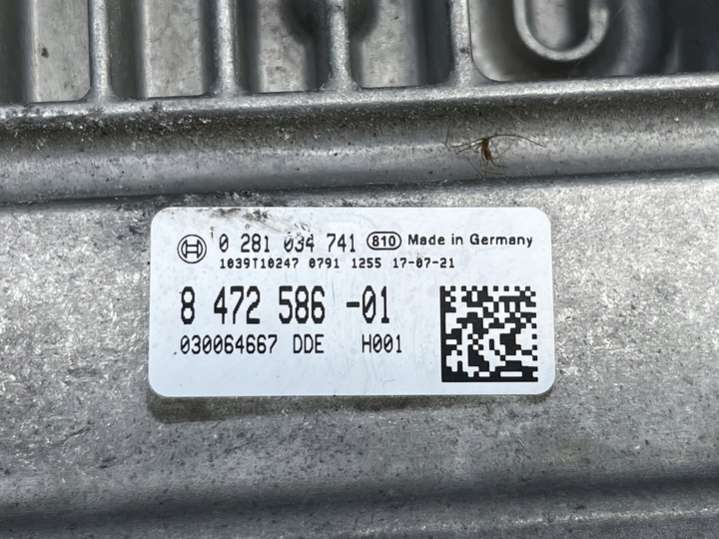 0 281 034 741 810 Made in Germany
1039T10247 0791 1255 17-07-21
8 472 586 -01
030064667 DDE H001